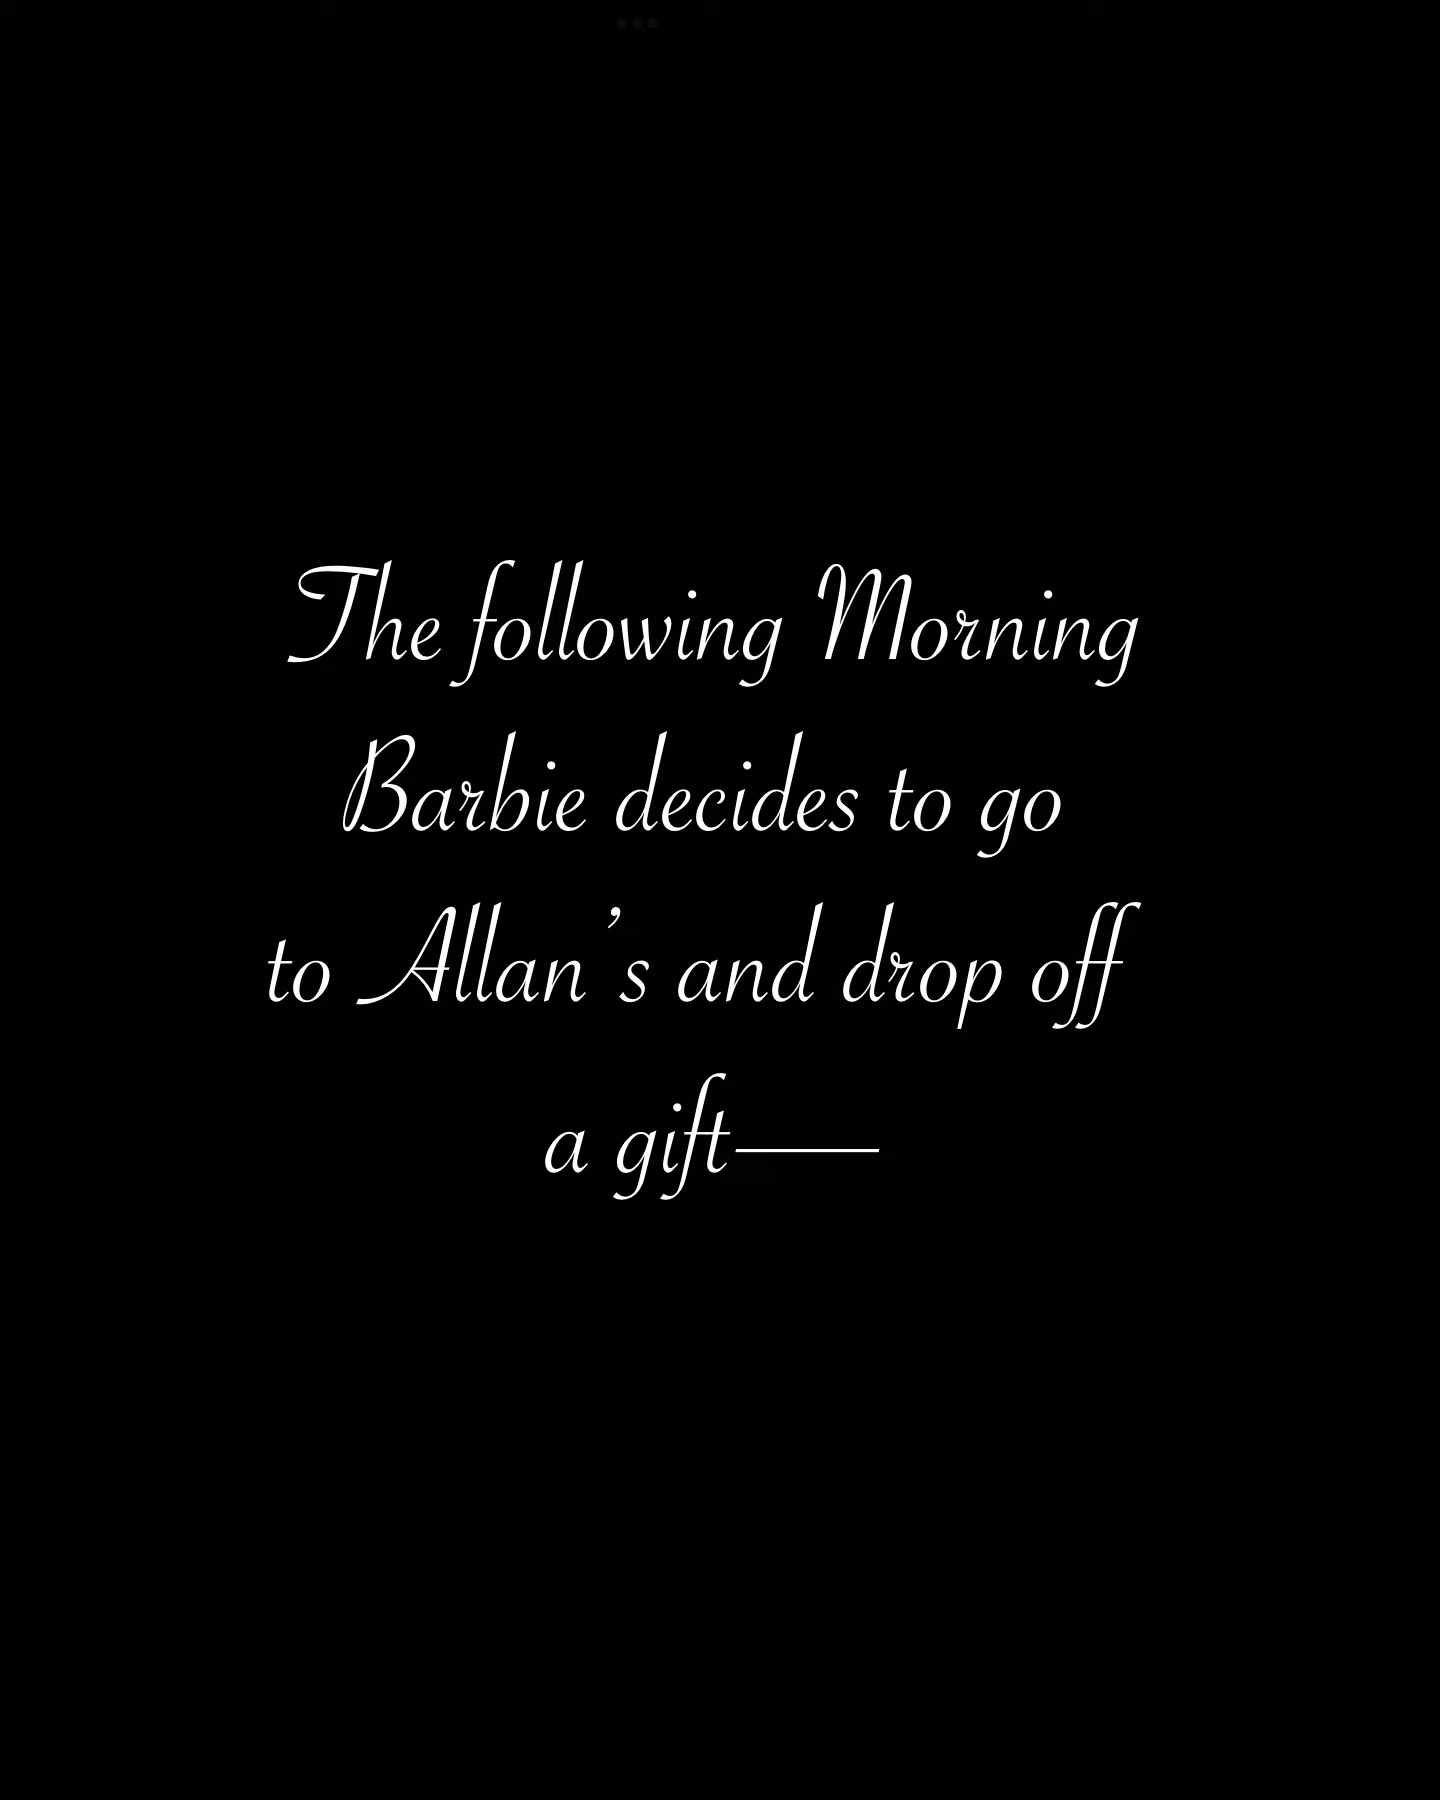 The following Morning
Barbie decides to go
to Allan's and drop off
a gift—